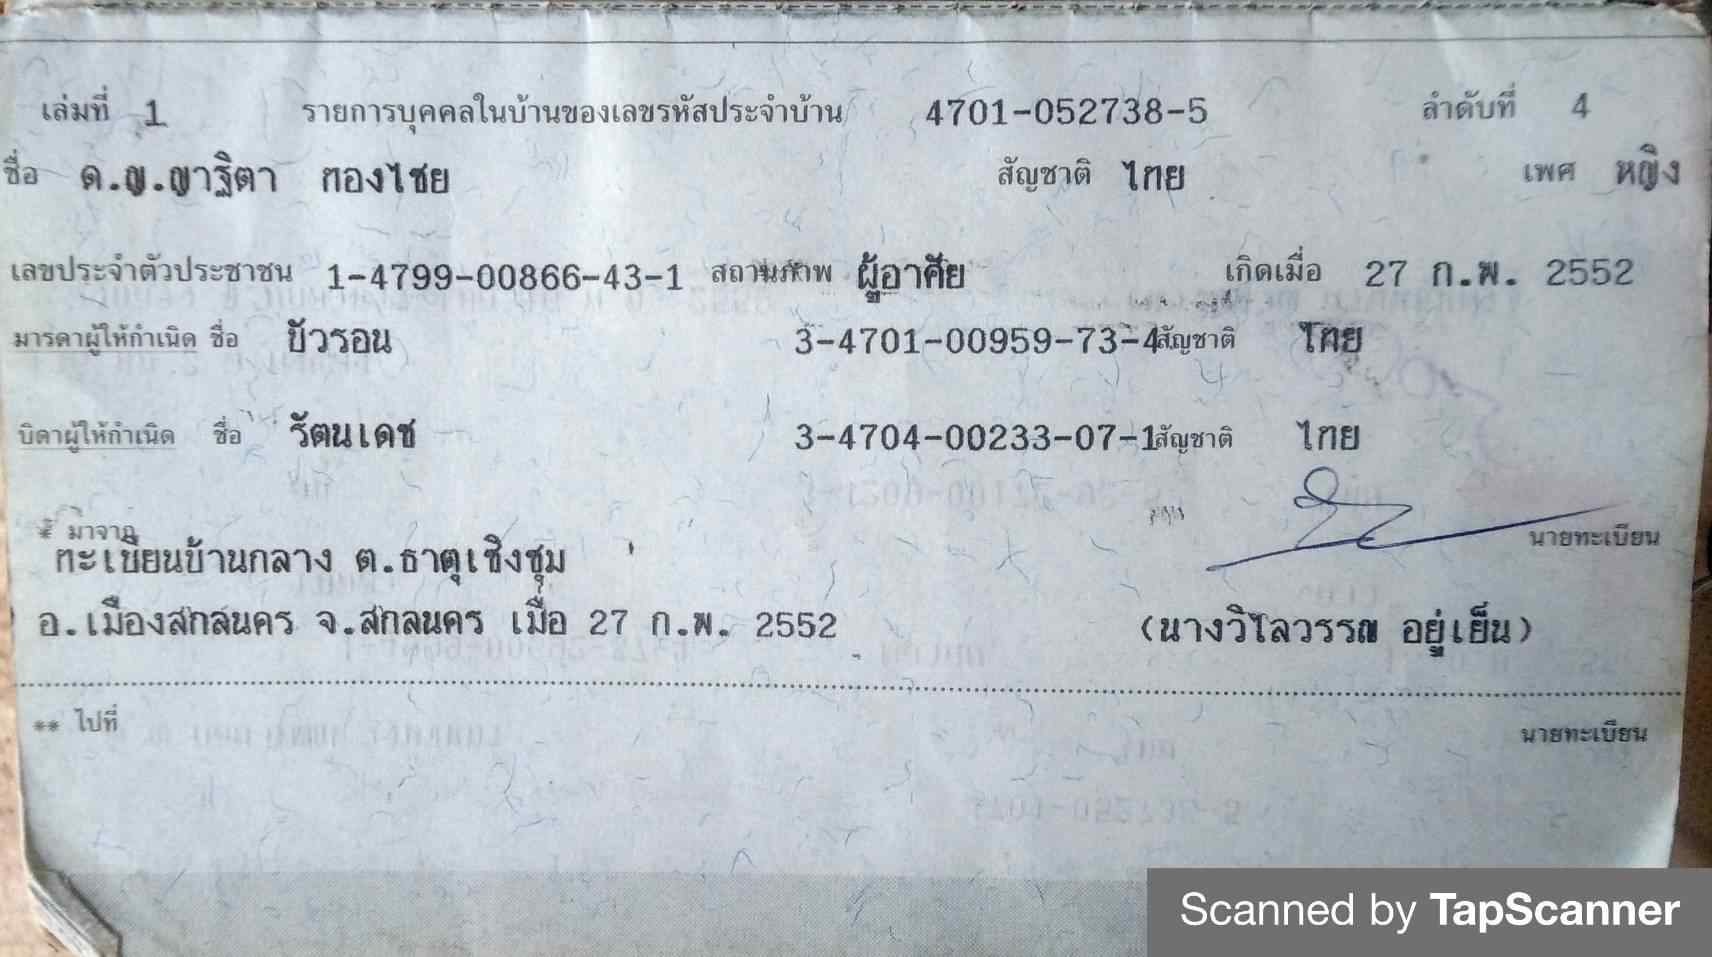 เล่มที่ 1 รายการบุคคลในบ้านของเลขรหัสประจำบ้าน 4701-052738-5 ลำดับที่ 4
ชื่อ ด.ญ.ญาฐิตา ทองไชย สัญชาติ ไทย เพศ หญิง
เลขประจำตัวประชาชน 1-4799-00866-43-1 สถานภาพ ผู้อาศัย เกิดเมื่อ 27 ก.พ. 2552
มารดาผู้ให้กำเนิด ชื่อ บัวรอน 3-4701-00959-73-4 สัญชาติ ไทย
บิดาผู้ให้กำเนิด ชื่อ รัตนเดช 3-4704-00233-07-1 สัญชาติ ไทย
* มาจาก
ทะเบียนบ้านกลาง ต.ธาตุเชิงชุม นายทะเบียน
อ.เมืองสกลนคร จ.สกลนคร เมื่อ 27 ก.พ. 2552 (นางวิไลวรรณ อยู่เย็น)
** ไปที่ นายทะเบียน
Scanned by TapScanner